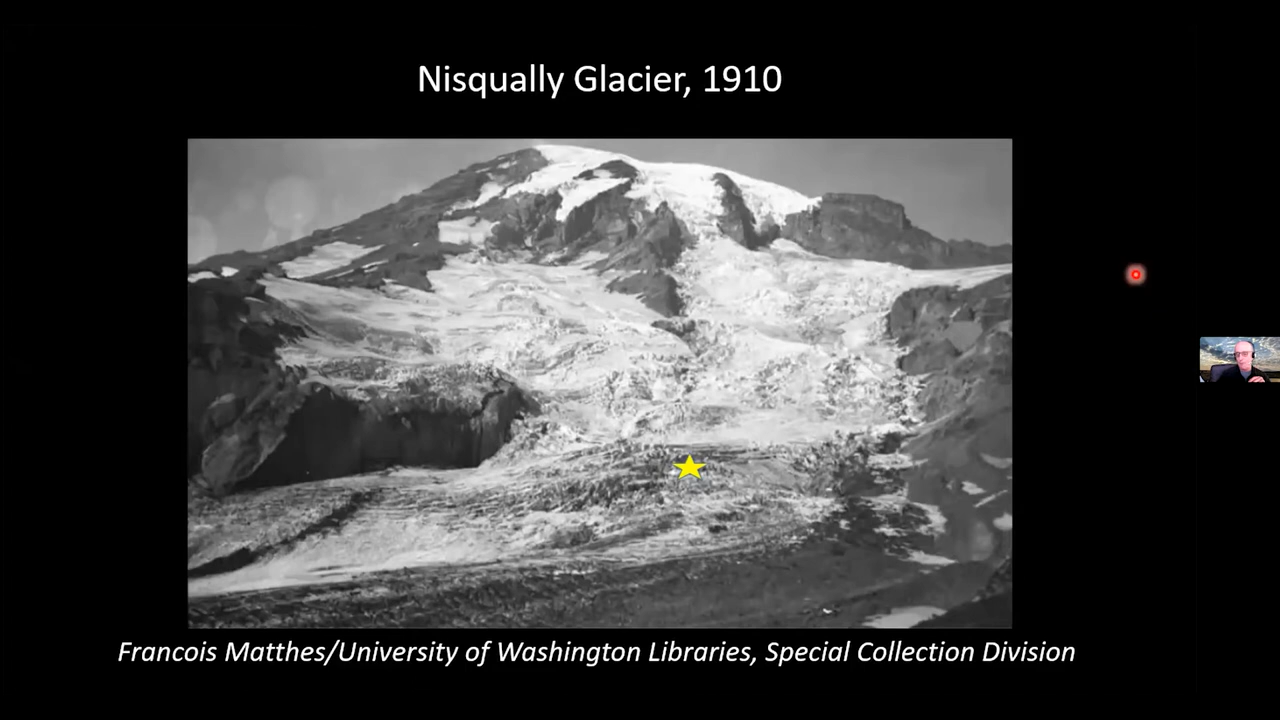 Nisqually Glacier, 1910
Francois Matthes/University of Washington Libraries, Special Collection Division